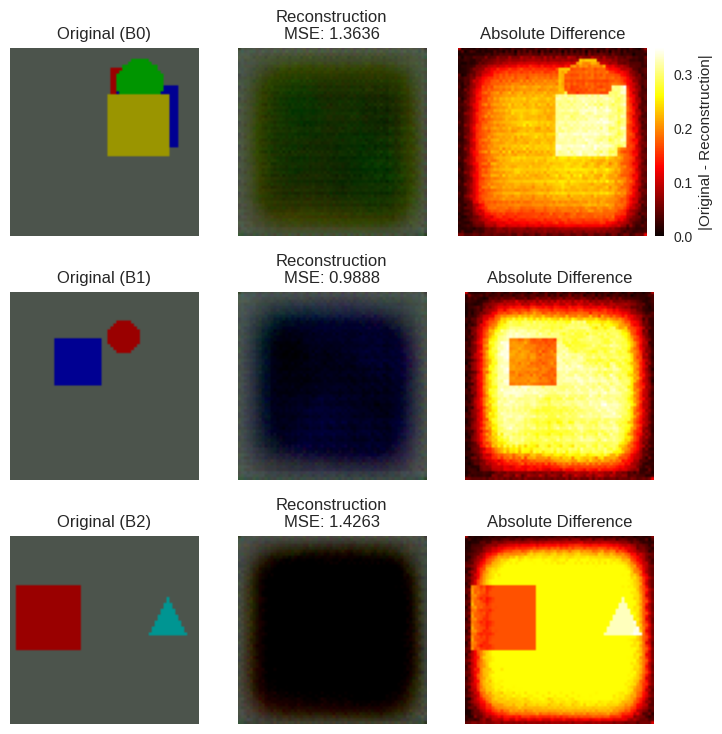 Original (B0)
Reconstruction
MSE: 1.3636
Absolute Difference
0.3
0.2
0.1
0.0
|Original - Reconstruction|
Original (B1)
Reconstruction
MSE: 0.9888
Absolute Difference
Original (B2)
Reconstruction
MSE: 1.4263
Absolute Difference